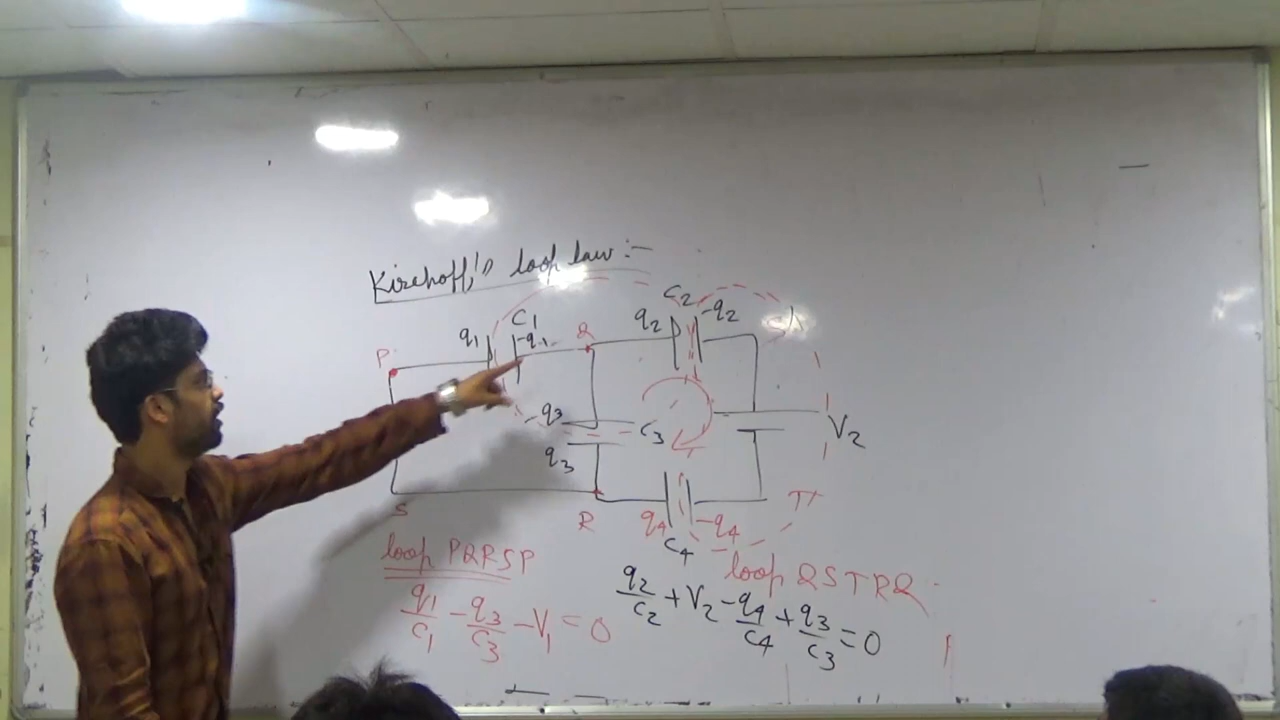 Kirchoff's loop law :-
C1 C2
q1 -q1 Q q2 -q2 S'
P
-q3 C3 V2
q3
S R q4 -q4 T'
C4
loop PQRSP
q1/C1 - q3/C3 - V1 = 0
loop QSTRQ
q2/C2 + V2 - q4/C4 + q3/C3 = 0